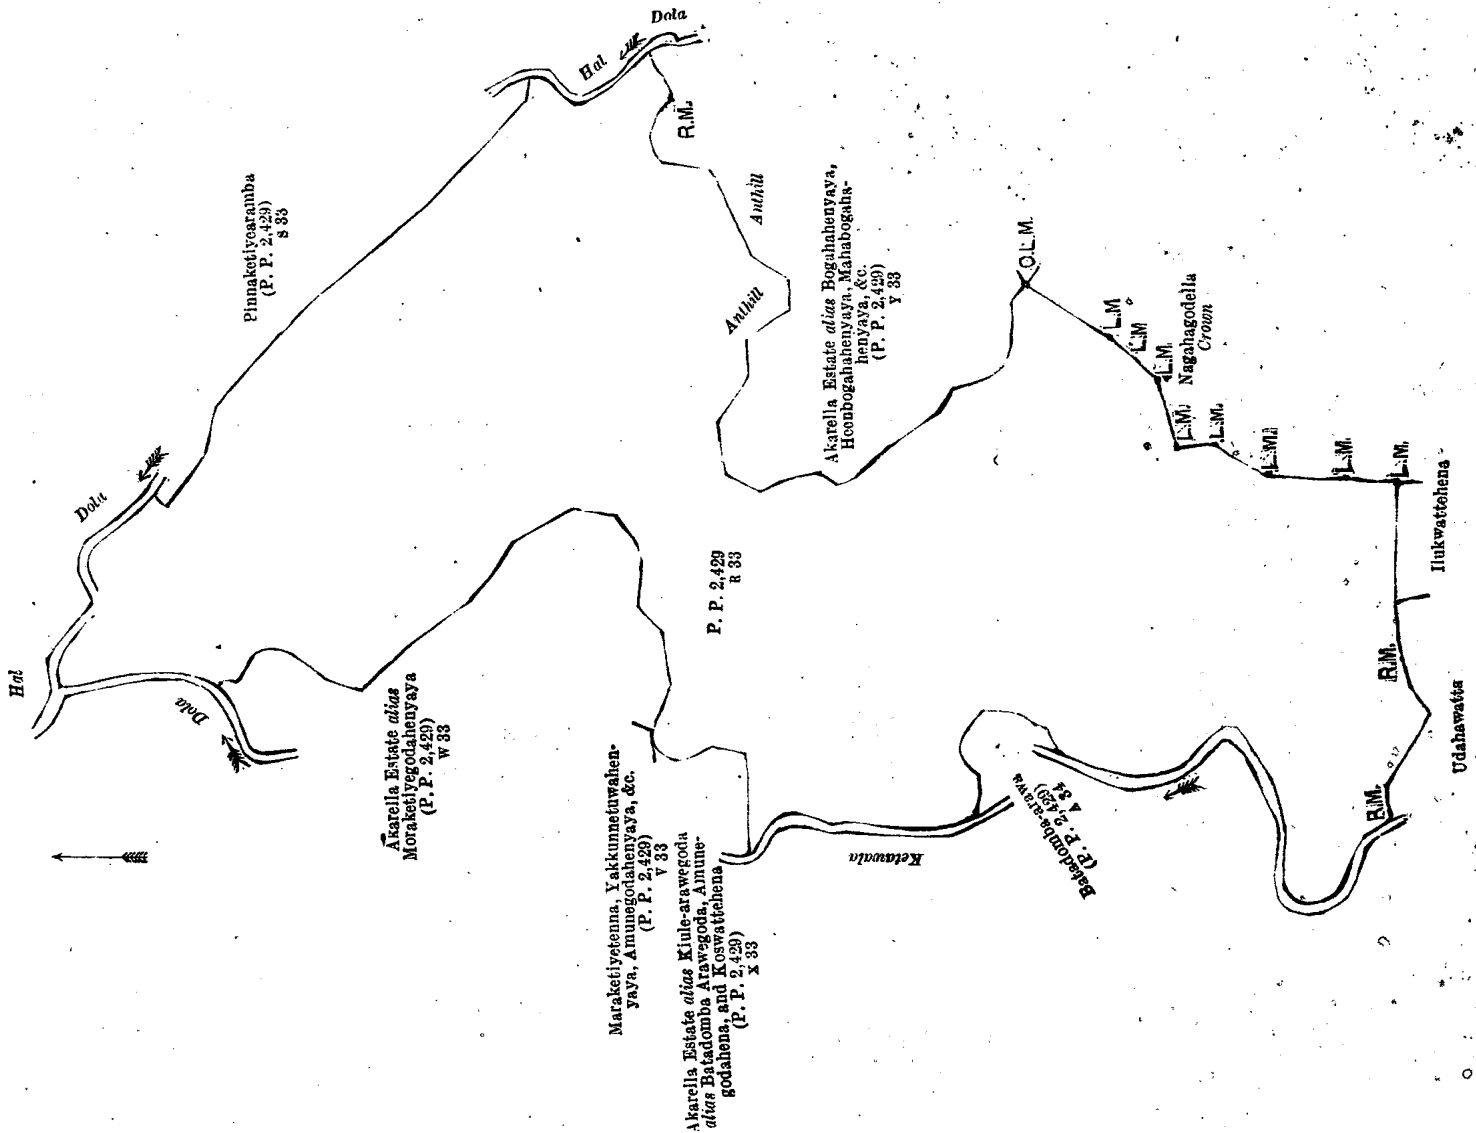 Dola
Hal
Hal
Dola
Dola
R.M.
Pinnaketiyearamba
(P. P. 2,429)
S 33
Anthill
Anthill
Akarella Estate alias Bogahahenyaya,
Heenbogahahenyaya, Mahabogaha-
henyaya, &c.
(P. P. 2,429)
Y 33
O.L.M.
L.M
L.M
L.M.
L.M.
L.M.
L.M.
L.M.
L.M.
Nagahagodella
Crown
P. P. 2,429
R 33
Akarella Estate alias
Moraketiyegodahenyaya
(P. P. 2,429)
W 33
Maraketiyetenna, Yakkunnetuwahen-
yaya, Amunegodahenyaya, &c.
(P. P. 2,429)
V 33
Akarella Estate alias Kiule-arawegoda
alias Batadomba Arawegoda, Amune-
godahena, and Koswattehena
(P. P. 2,429)
X 33
Ketawala
Batadomba-arawa
(P. P. 2,429)
A 34
R.M.
R.M.
Ilukwattehena
Udahawatta